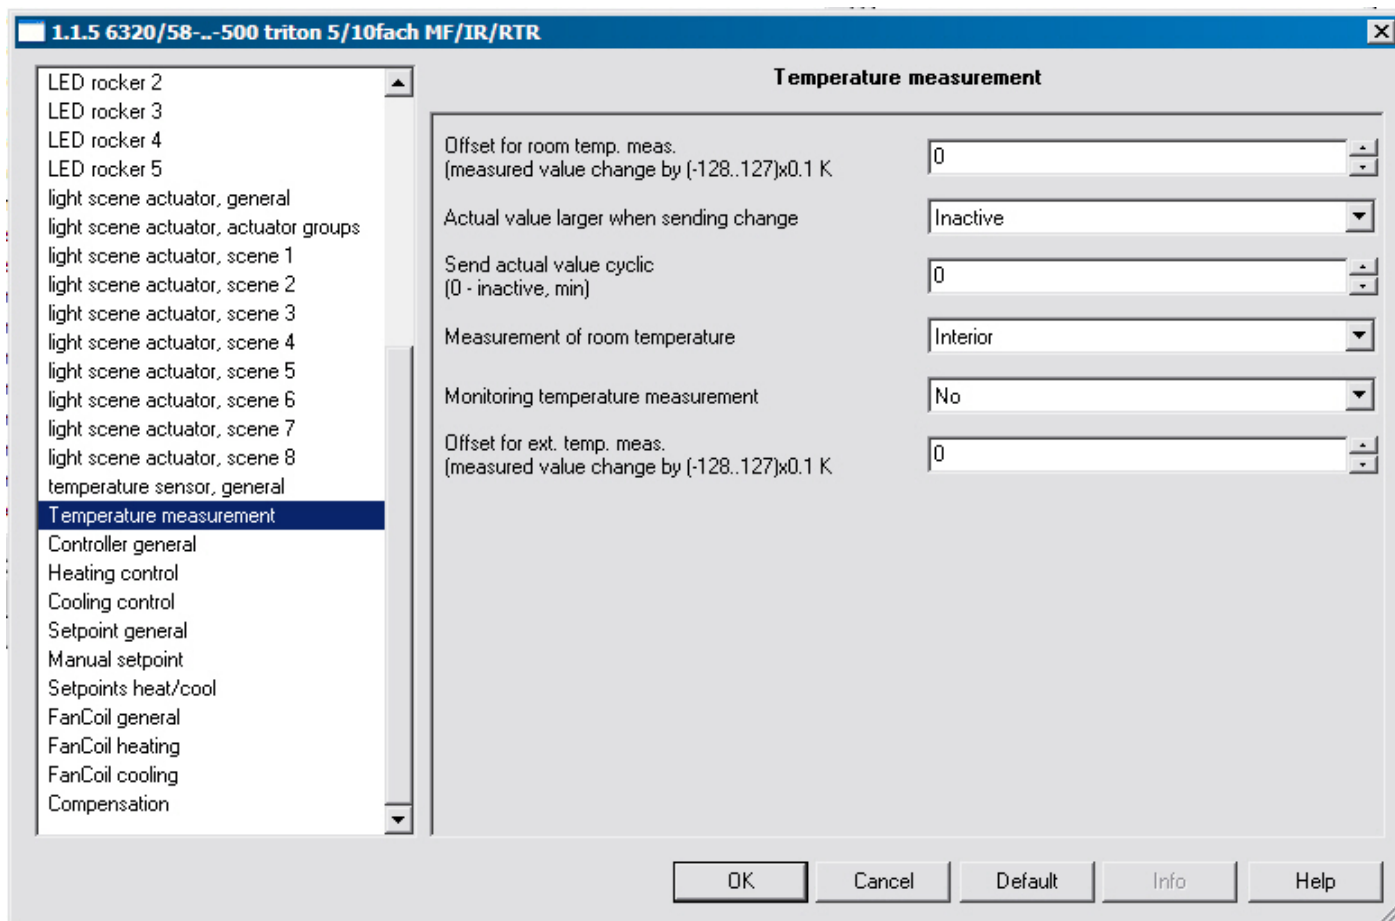 1.1.5 6320/58-..-500 triton 5/10fach MF/IR/RTR
LED rocker 2
LED rocker 3
LED rocker 4
LED rocker 5
light scene actuator, general
light scene actuator, actuator groups
light scene actuator, scene 1
light scene actuator, scene 2
light scene actuator, scene 3
light scene actuator, scene 4
light scene actuator, scene 5
light scene actuator, scene 6
light scene actuator, scene 7
light scene actuator, scene 8
temperature sensor, general
Temperature measurement
Controller general
Heating control
Cooling control
Setpoint general
Manual setpoint
Setpoints heat/cool
FanCoil general
FanCoil heating
FanCoil cooling
Compensation
Temperature measurement
Offset for room temp. meas.
(measured value change by (-128..127)x0.1 K
0
Actual value larger when sending change
Inactive
Send actual value cyclic
(0 - inactive, min)
0
Measurement of room temperature
Interior
Monitoring temperature measurement
No
Offset for ext. temp. meas.
(measured value change by (-128..127)x0.1 K
0
OK
Cancel
Default
Info
Help